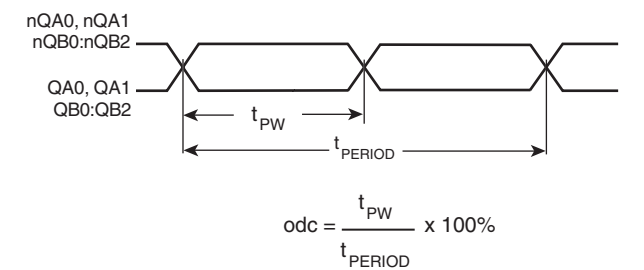 nQA0, nQA1
nQB0:nQB2
QA0, QA1
QB0:QB2
tPW
tPERIOD
odc = tPW / tPERIOD x 100%